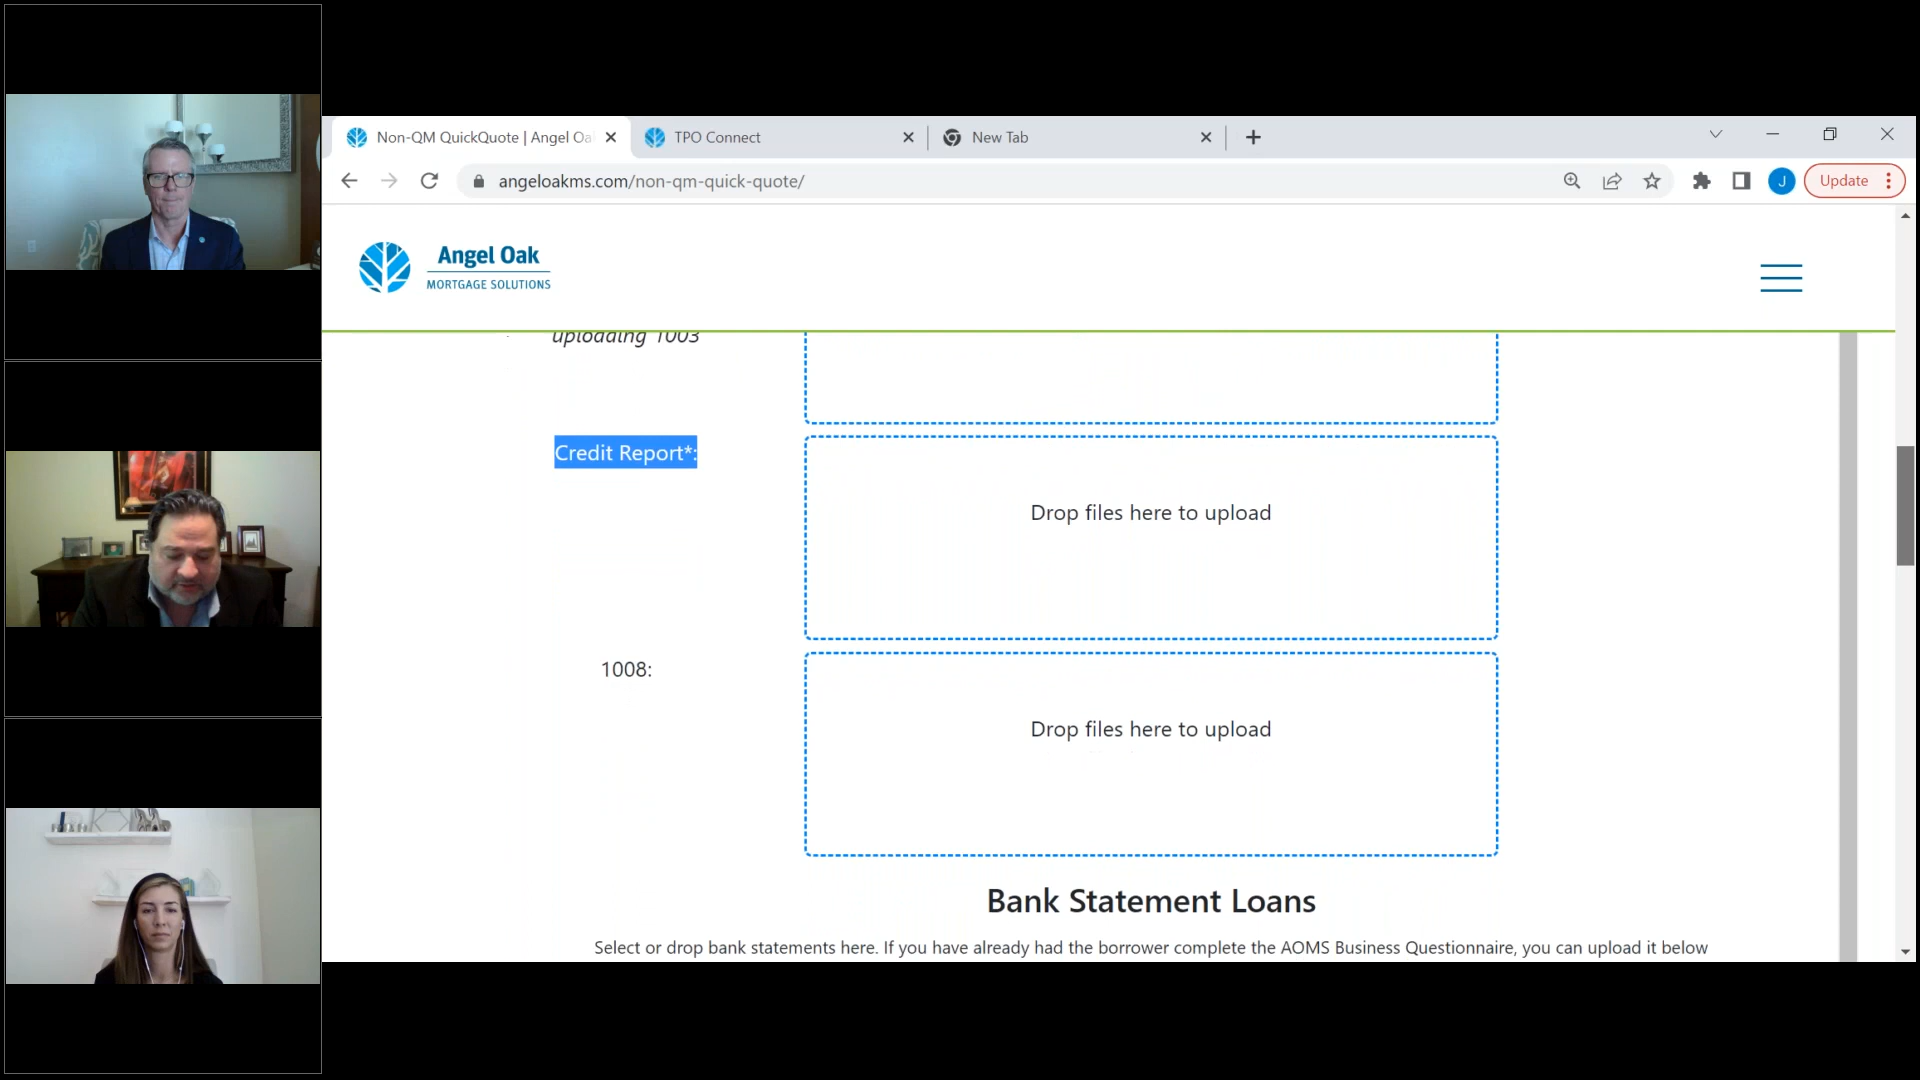 Non-QM QuickQuote | Angel Oa
TPO Connect
New Tab
angeloakms.com/non-qm-quick-quote/
J
Update
Angel Oak
MORTGAGE SOLUTIONS
uploading 1003
Credit Report*:
Drop files here to upload
1008:
Drop files here to upload
Bank Statement Loans
Select or drop bank statements here. If you have already had the borrower complete the AOMS Business Questionnaire, you can upload it below